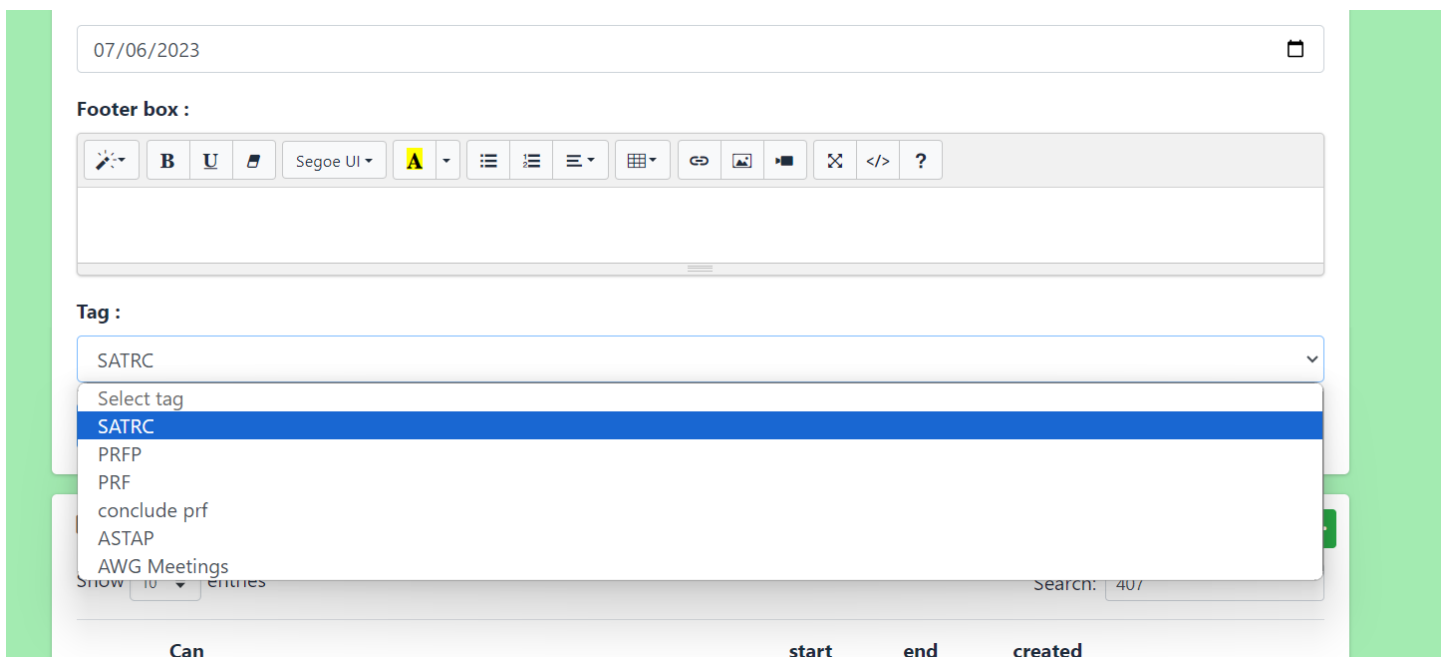 07/06/2023
Footer box :
B U Segoe UI A </> ?
Tag :
SATRC
Select tag
SATRC
PRFP
PRF
conclude prf
ASTAP
AWG Meetings
Show 10 entries Search: 407
Can start end created